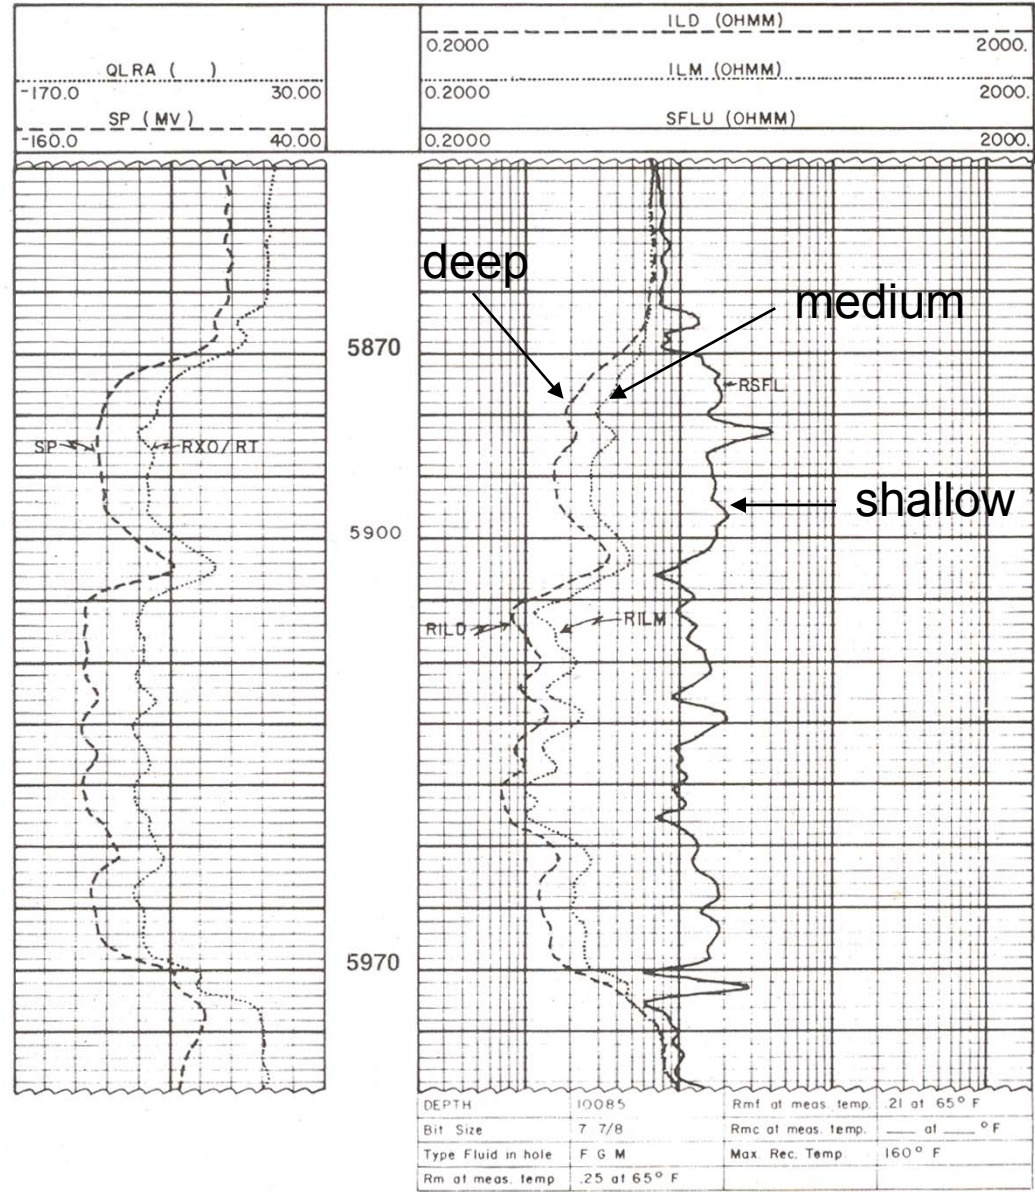 ILD (OHMM)
0.2000 2000.
QLRA ( ) ILM (OHMM)
-170.0 30.00 0.2000 2000.
SP (MV) SFLU (OHMM)
-160.0 40.00 0.2000 2000.
deep
medium
5870
RSFL
SP RXO/RT
shallow
5900
RILD RILM
5970
DEPTH 10085 Rmf at meas. temp. .21 at 65° F
Bit Size 7 7/8 Rmc at meas. temp. ___ at ___ ° F
Type Fluid in hole F G M Max. Rec. Temp. 160° F
Rm at meas. temp .25 at 65° F